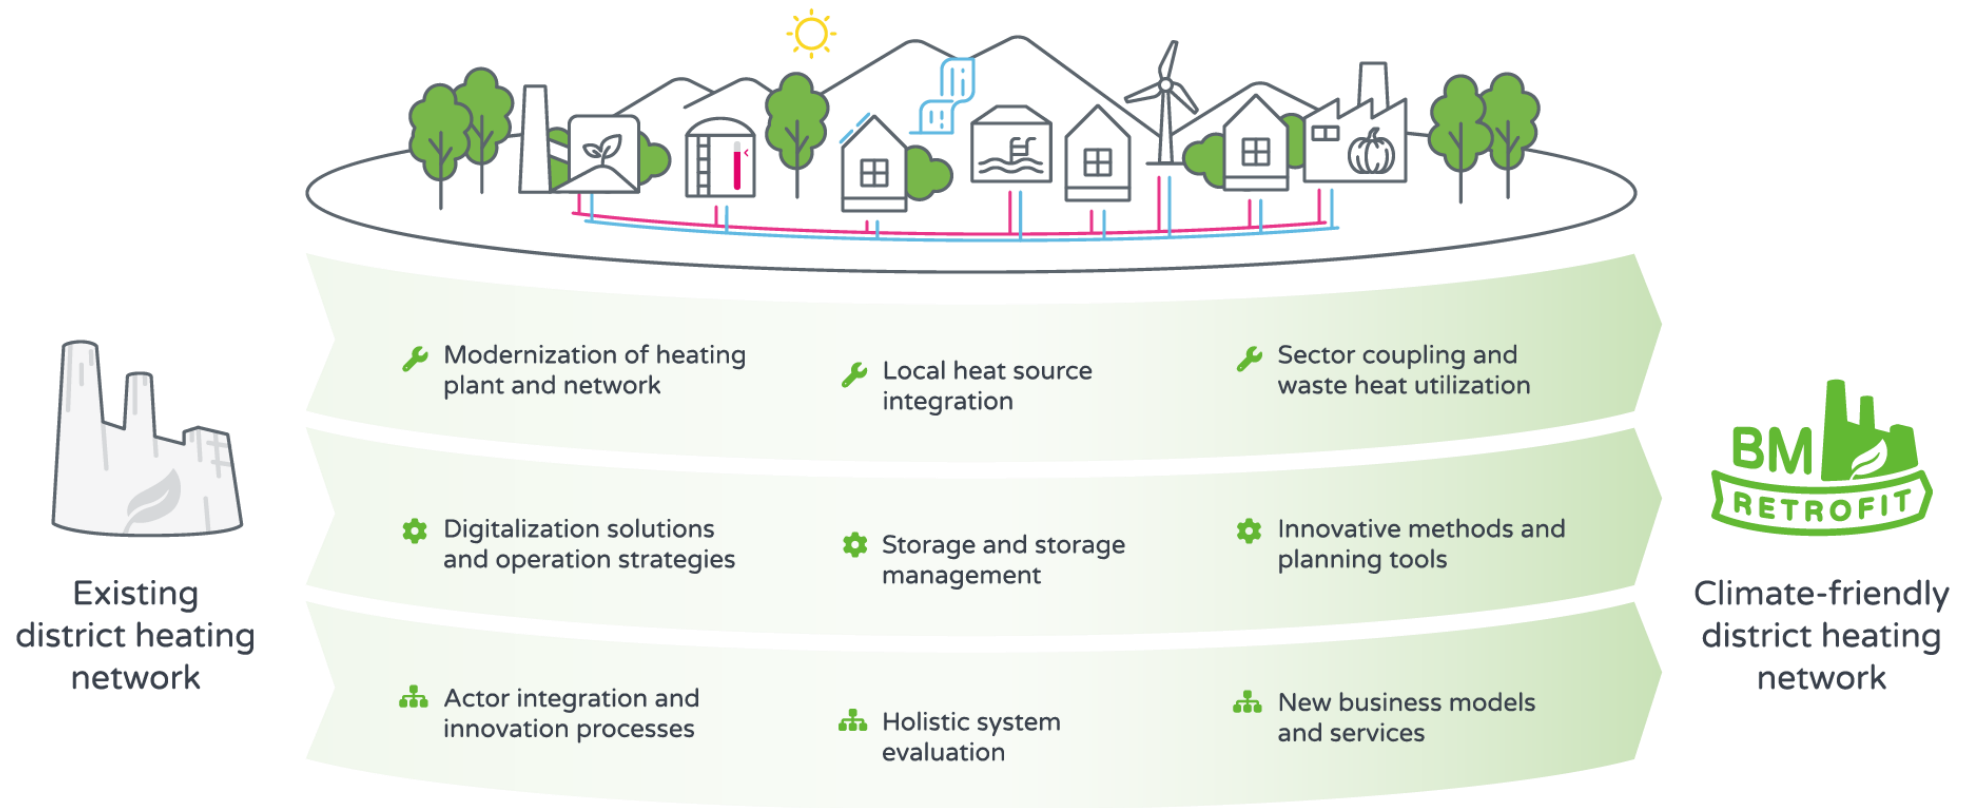 Modernization of heating
plant and network
Local heat source
integration
Sector coupling and
waste heat utilization
Digitalization solutions
and operation strategies
Storage and storage
management
Innovative methods and
planning tools
Actor integration and
innovation processes
Holistic system
evaluation
New business models
and services
Existing
district heating
network
BM
RETROFIT
Climate-friendly
district heating
network